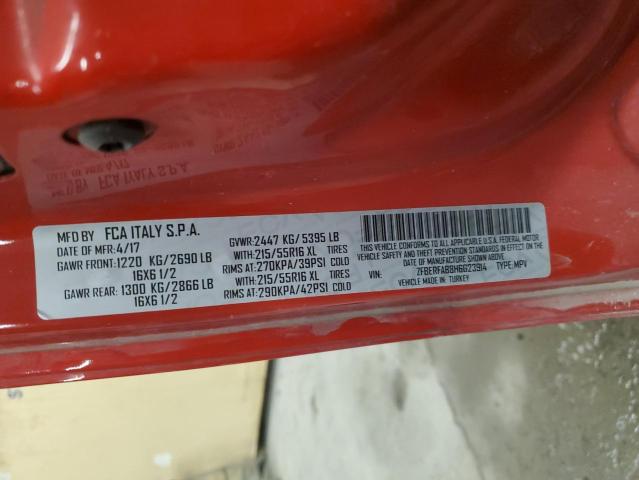 MFD BY FCA ITALY S.P.A.
DATE OF MFR: 4/17
GAWR FRONT: 1220 KG/2690 LB
16X6 1/2
GAWR REAR: 1300 KG/2866 LB
16X6 1/2
GVWR: 2447 KG/ 5395 LB
WITH: 215/55R16 XL TIRES
RIMS AT: 270KPA/39PSI COLD
WITH: 215/55R16 XL TIRES
RIMS AT: 290KPA/42PSI COLD
THIS VEHICLE CONFORMS TO ALL APPLICABLE U.S.A. FEDERAL MOTOR
VEHICLE SAFETY STANDARDS IN EFFECT ON THE DATE OF
MANUFACTURE SHOWN ABOVE.
VIN: ZFBERFAB9H6G23914 TYPE: MPV
VEHICLE MADE IN: TURKEY